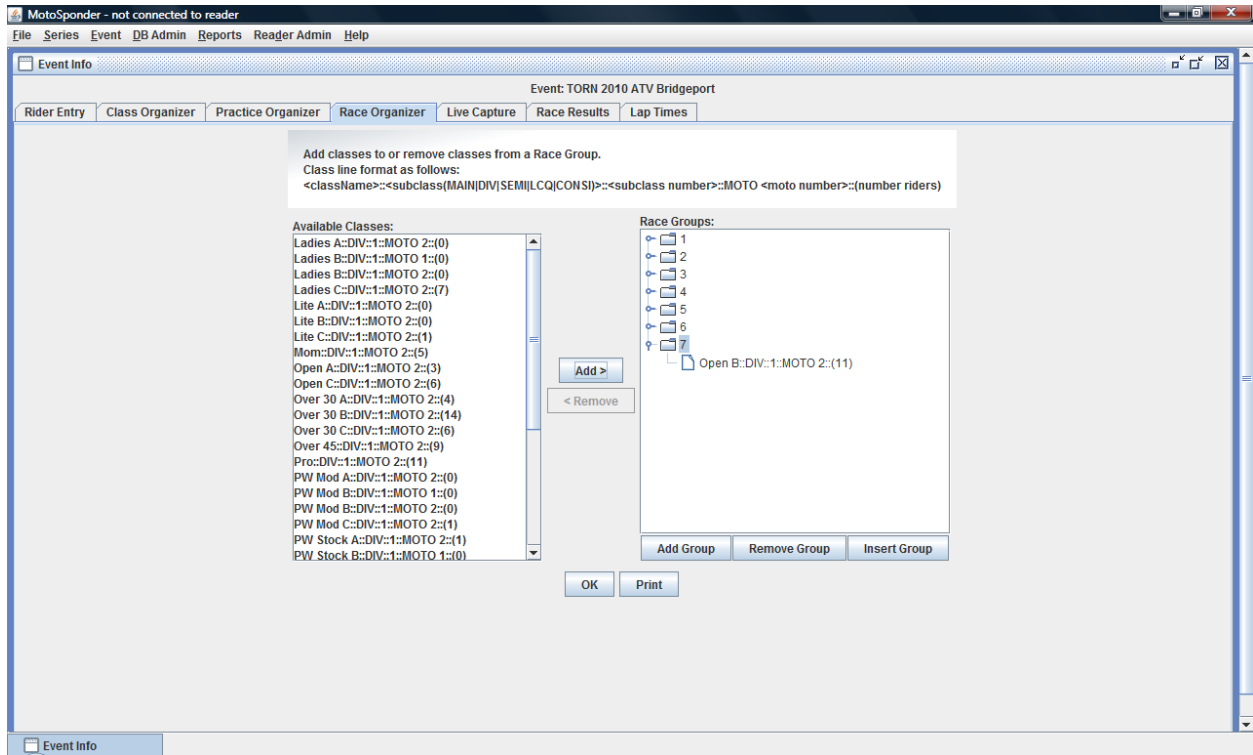 MotoSponder - not connected to reader
File Series Event DB Admin Reports Reader Admin Help
Event Info
Event: TORN 2010 ATV Bridgeport
Rider Entry Class Organizer Practice Organizer Race Organizer Live Capture Race Results Lap Times
Add classes to or remove classes from a Race Group.
Class line format as follows:
<className>::<subclass(MAIN|DIV|SEMI|LCQ|CONSI)>::<subclass number>::MOTO <moto number>::(number riders)
Available Classes:
Ladies A::DIV::1::MOTO 2::(0)
Ladies B::DIV::1::MOTO 1::(0)
Ladies B::DIV::1::MOTO 2::(0)
Ladies C::DIV::1::MOTO 2::(7)
Lite A::DIV::1::MOTO 2::(0)
Lite B::DIV::1::MOTO 2::(0)
Lite C::DIV::1::MOTO 2::(1)
Mom::DIV::1::MOTO 2::(5)
Open A::DIV::1::MOTO 2::(3)
Open C::DIV::1::MOTO 2::(6)
Over 30 A::DIV::1::MOTO 2::(4)
Over 30 B::DIV::1::MOTO 2::(14)
Over 30 C::DIV::1::MOTO 2::(6)
Over 45::DIV::1::MOTO 2::(9)
Pro::DIV::1::MOTO 2::(11)
PW Mod A::DIV::1::MOTO 2::(0)
PW Mod B::DIV::1::MOTO 1::(0)
PW Mod B::DIV::1::MOTO 2::(0)
PW Mod C::DIV::1::MOTO 2::(1)
PW Stock A::DIV::1::MOTO 2::(1)
PW Stock B::DIV::1::MOTO 1::(0)
Add >
< Remove
Race Groups:
1
2
3
4
5
6
7
Open B::DIV::1::MOTO 2::(11)
Add Group Remove Group Insert Group
OK Print
Event Info